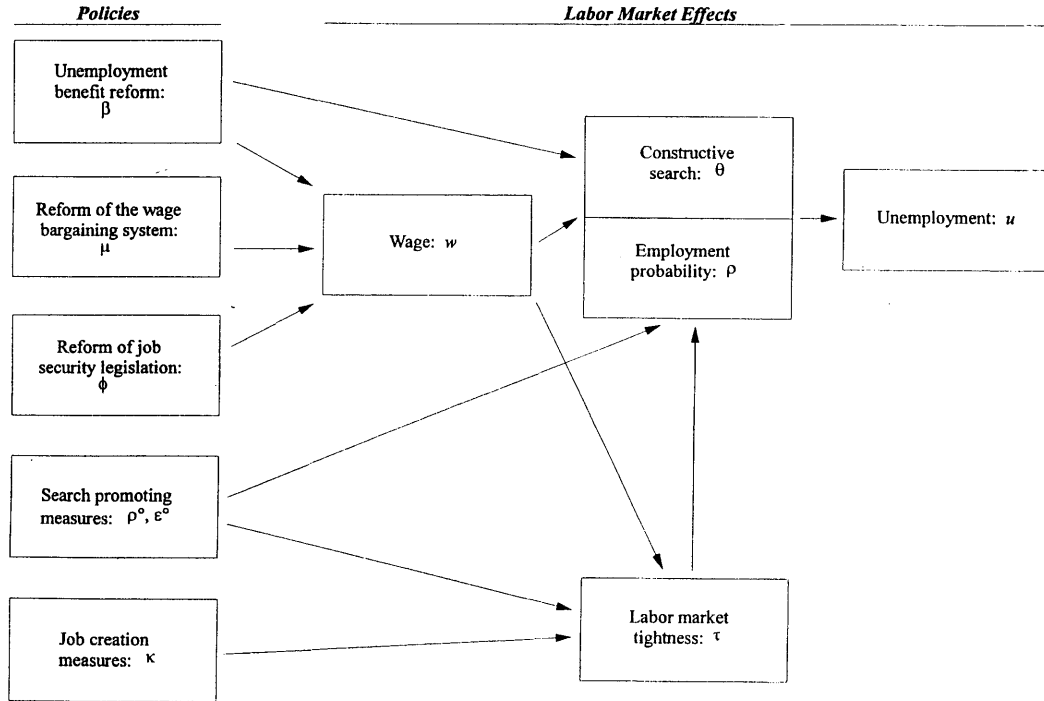 Policies
Labor Market Effects
Unemployment
benefit reform:
β
Reform of the wage
bargaining system:
μ
Reform of job
security legislation:
ϕ
Search promoting
measures: ρ°, ε°
Job creation
measures: κ
Wage: w
Constructive
search: θ
Employment
probability: ρ
Labor market
tightness: τ
Unemployment: u